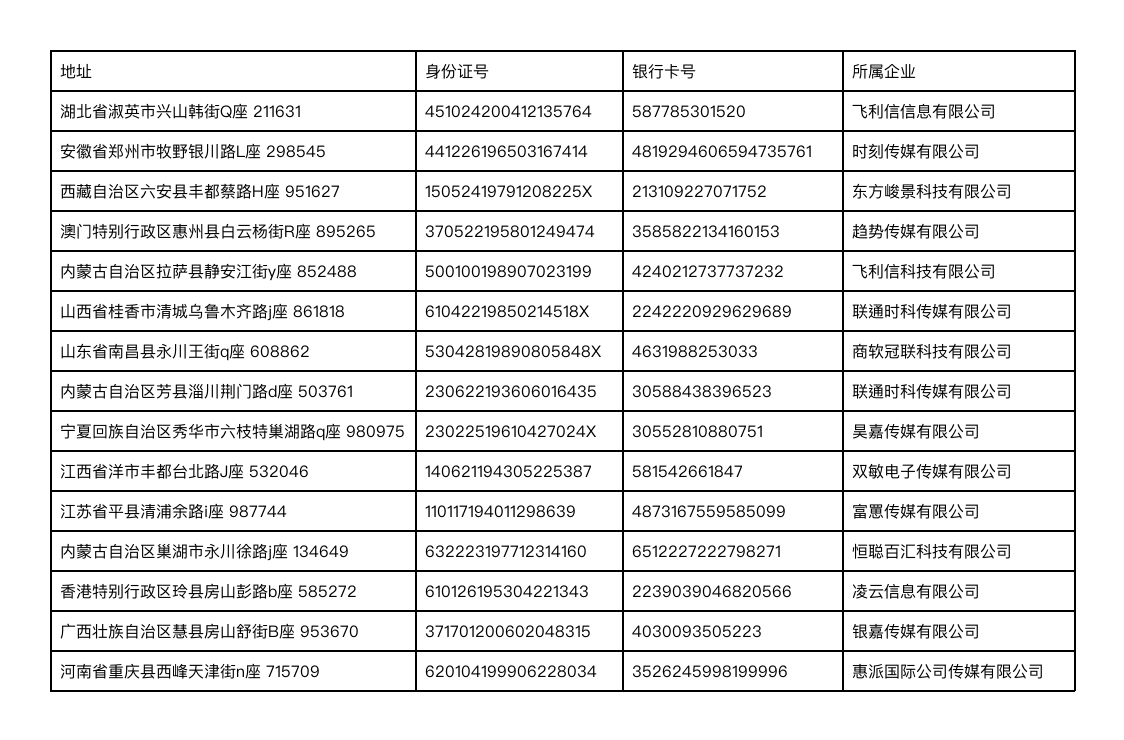 地址 身份证号 银行卡号 所属企业
湖北省淑英市兴山韩街Q座 211631 451024200412135764 587785301520 飞利信信息有限公司
安徽省郑州市牧野银川路L座 298545 441226196503167414 4819294606594735761 时刻传媒有限公司
西藏自治区六安县丰都蔡路H座 951627 15052419791208225X 213109227071752 东方峻景科技有限公司
澳门特别行政区惠州县白云杨街R座 895265 370522195801249474 3585822134160153 趋势传媒有限公司
内蒙古自治区拉萨县静安江街y座 852488 500100198907023199 4240212737737232 飞利信科技有限公司
山西省桂香市清城乌鲁木齐路j座 861818 61042219850214518X 2242220929629689 联通时科传媒有限公司
山东省南昌县永川王街q座 608862 53042819890805848X 4631988253033 商软冠联科技有限公司
内蒙古自治区芳县淄川荆门路d座 503761 230622193606016435 30588438396523 联通时科传媒有限公司
宁夏回族自治区秀华市六枝特巢湖路q座 980975 23022519610427024X 30552810880751 昊嘉传媒有限公司
江西省洋市丰都台北路J座 532046 140621194305225387 581542661847 双敏电子传媒有限公司
江苏省平县清浦余路i座 987744 110117194011298639 4873167559585099 富罳传媒有限公司
内蒙古自治区巢湖市永川徐路j座 134649 632223197712314160 6512227222798271 恒聪百汇科技有限公司
香港特别行政区玲县房山彭路b座 585272 610126195304221343 2239039046820566 凌云信息有限公司
广西壮族自治区慧县房山舒街B座 953670 371701200602048315 4030093505223 银嘉传媒有限公司
河南省重庆县西峰天津街n座 715709 620104199906228034 3526245998199996 惠派国际公司传媒有限公司